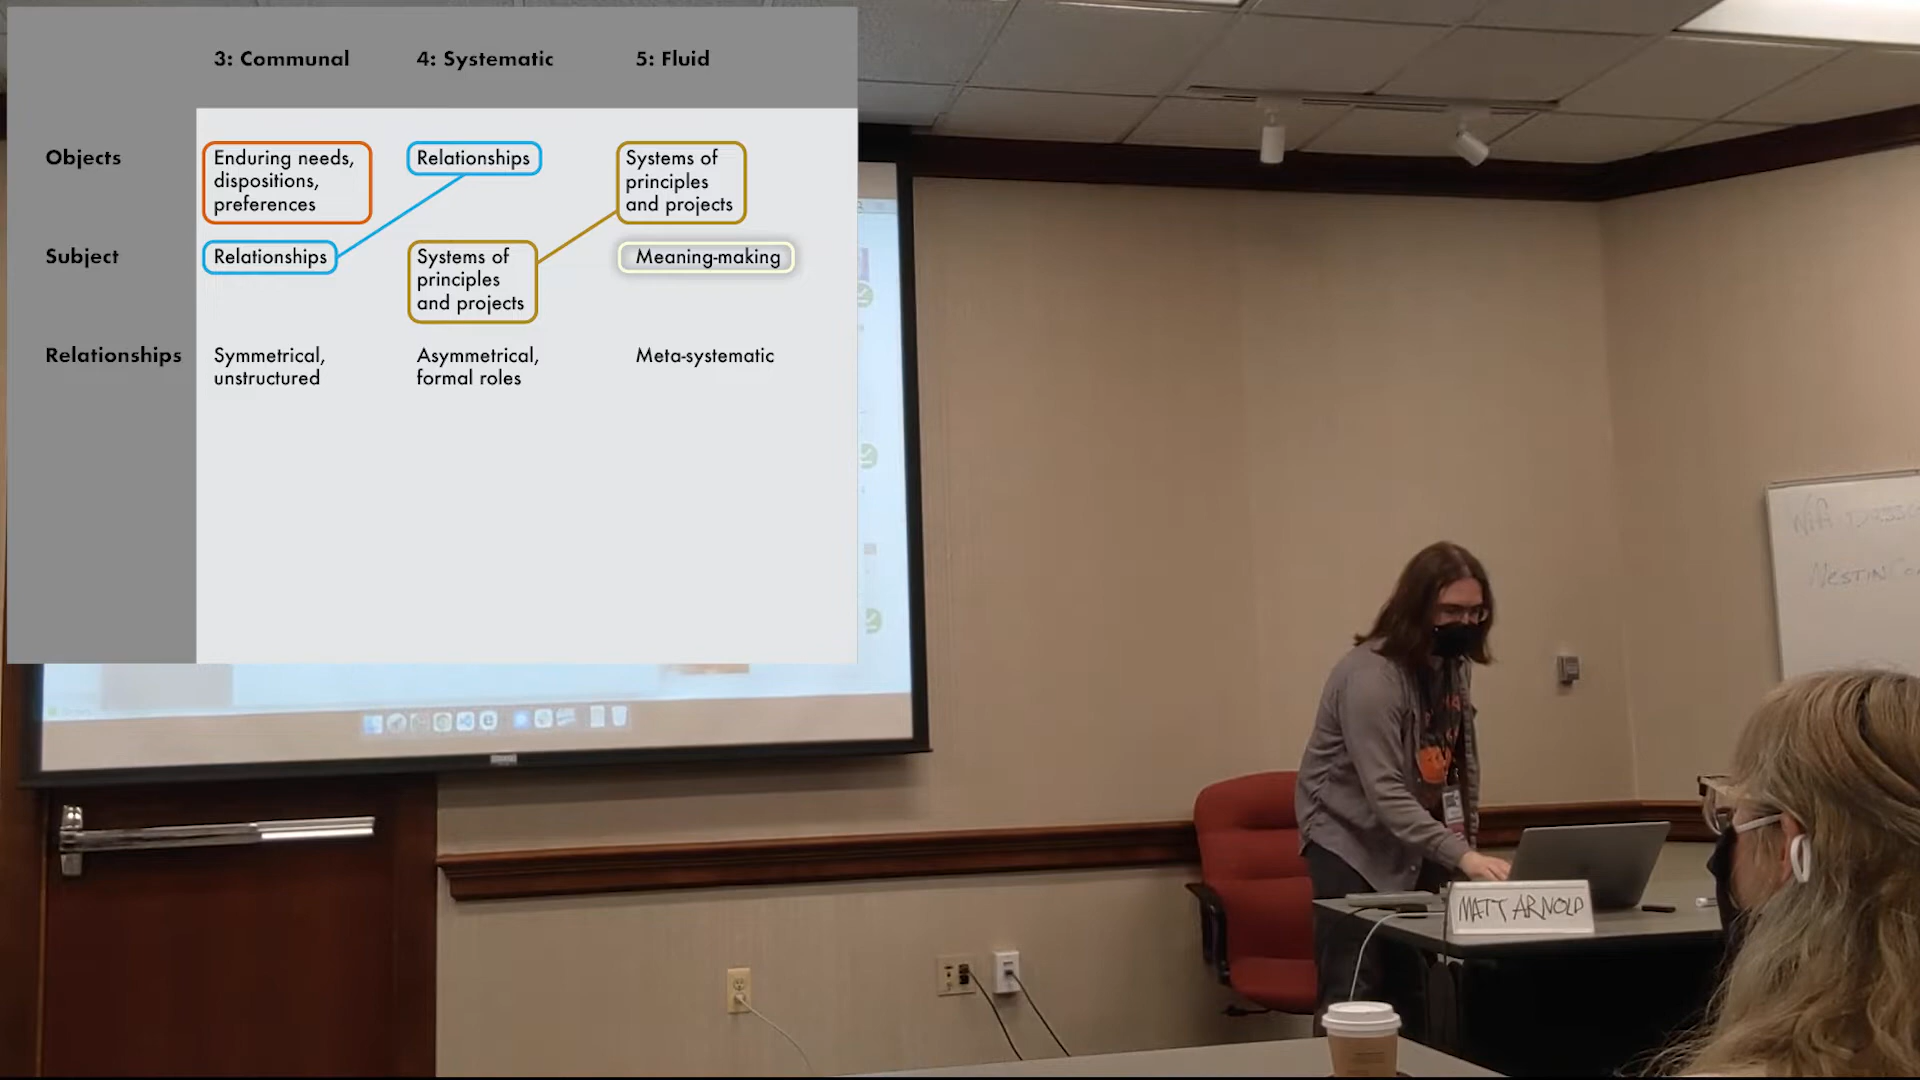 3: Communal
4: Systematic
5: Fluid
Objects
Enduring needs,
dispositions,
preferences
Relationships
Systems of
principles
and projects
Subject
Relationships
Systems of
principles
and projects
Meaning-making
Relationships
Symmetrical,
unstructured
Asymmetrical,
formal roles
Meta-systematic
MATT ARNOLD